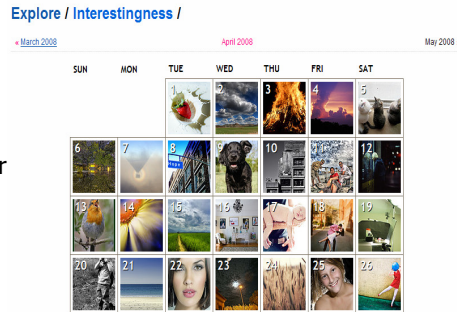 Explore / Interestingness /
« March 2008 April 2008 May 2008
SUN MON TUE WED THU FRI SAT
1 2 3 4 5
r
6 7 8 9 10 11 12
Hope
13 14 15 16 17 18 19
20 21 22 23 24 25 26